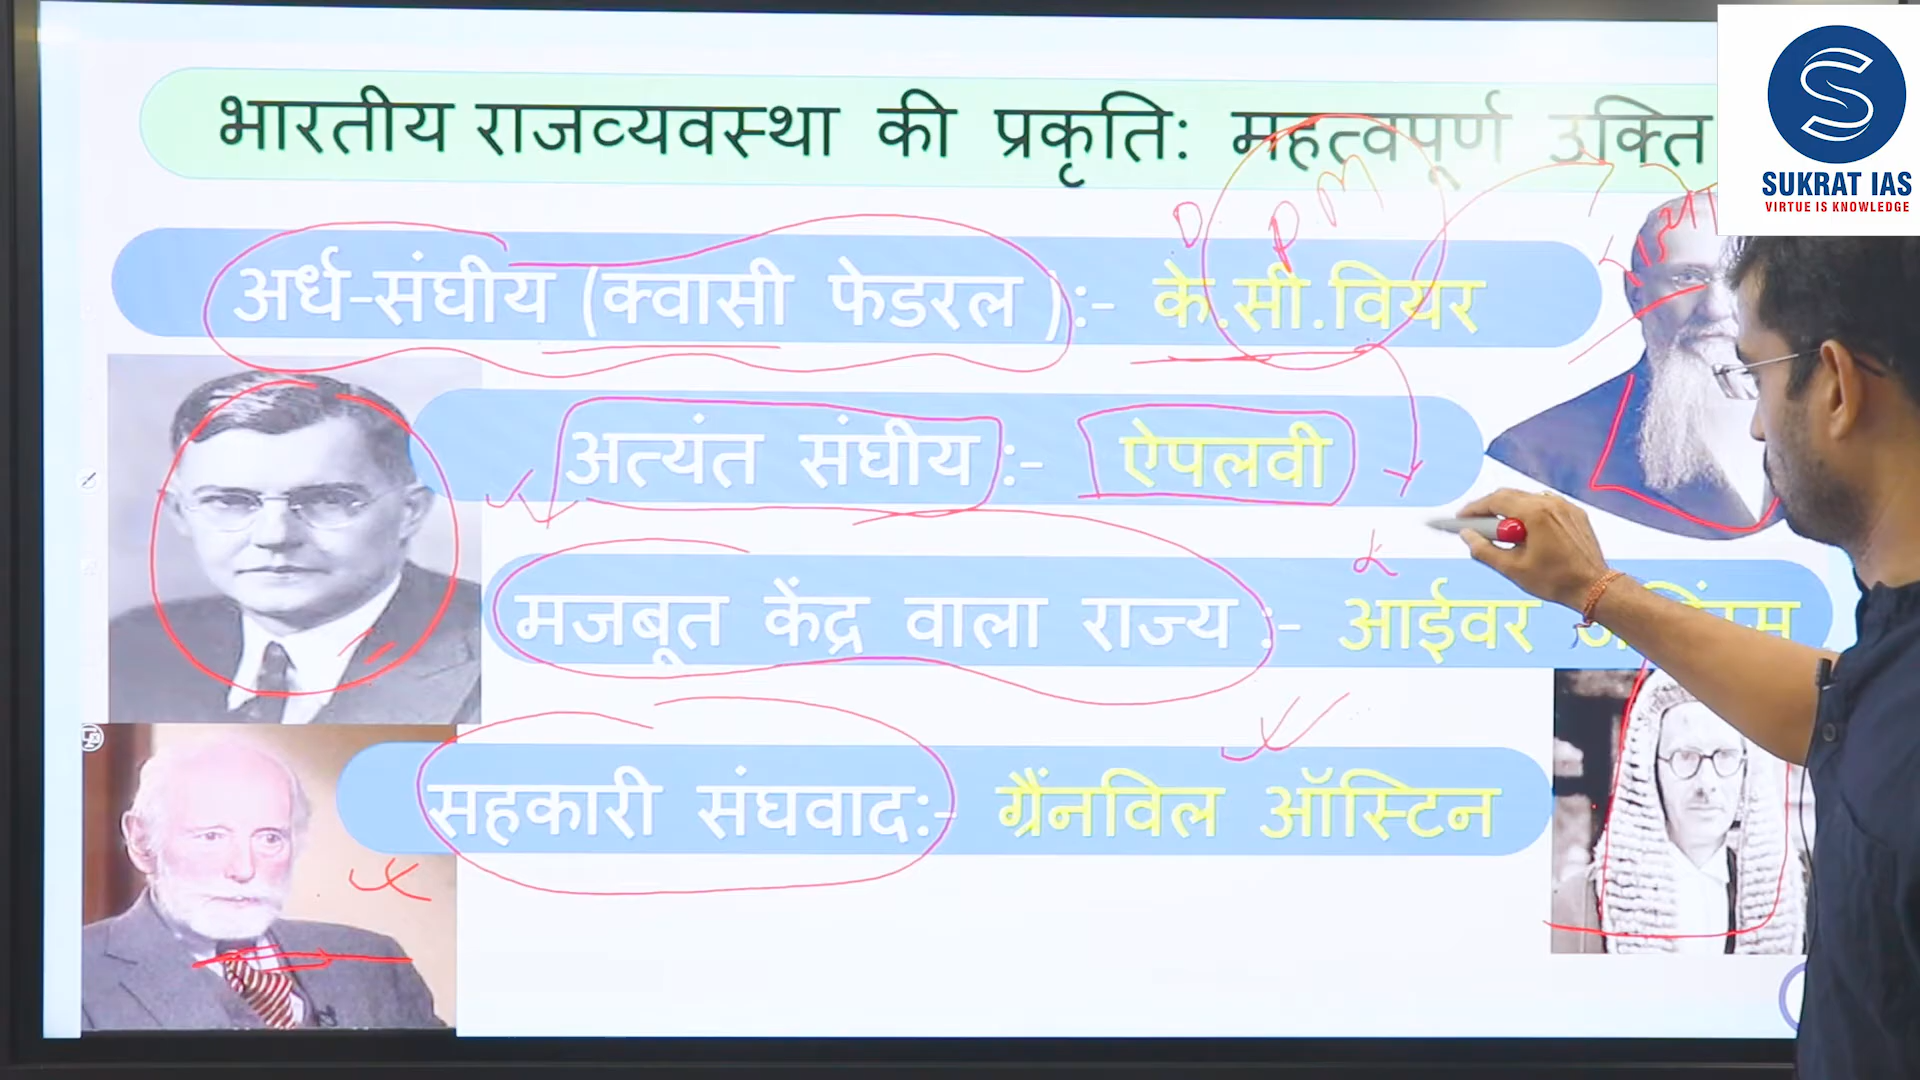 भारतीय राजव्यवस्था की प्रकृति: महत्वपूर्ण उक्ति
SUKRAT IAS
VIRTUE IS KNOWLEDGE
D P M
अर्ध-संघीय (क्वासी फेडरल ):- के.सी.वियर
अत्यंत संघीय :- ऐपलवी
मजबूत केंद्र वाला राज्य :- आईवर
सहकारी संघवाद:- ग्रैंनविल ऑस्टिन